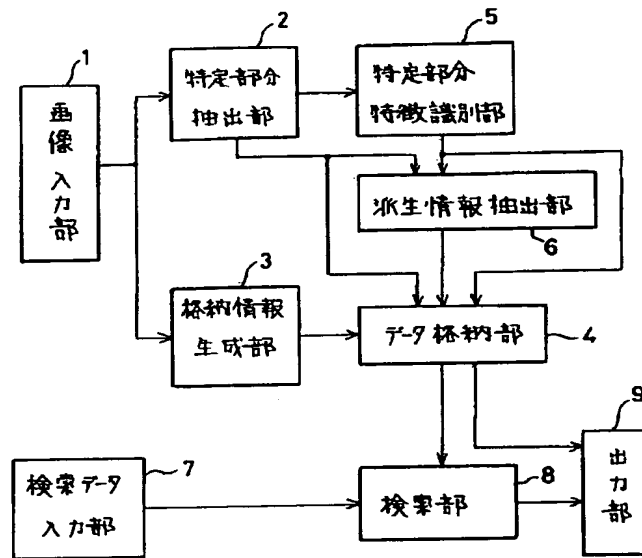 1
画像入力部
2
特定部分
抽出部
5
特定部分
特徴識別部
派生情報抽出部
6
3
格納情報
生成部
データ格納部
4
検索データ
入力部
7
検索部
8
9
出力部